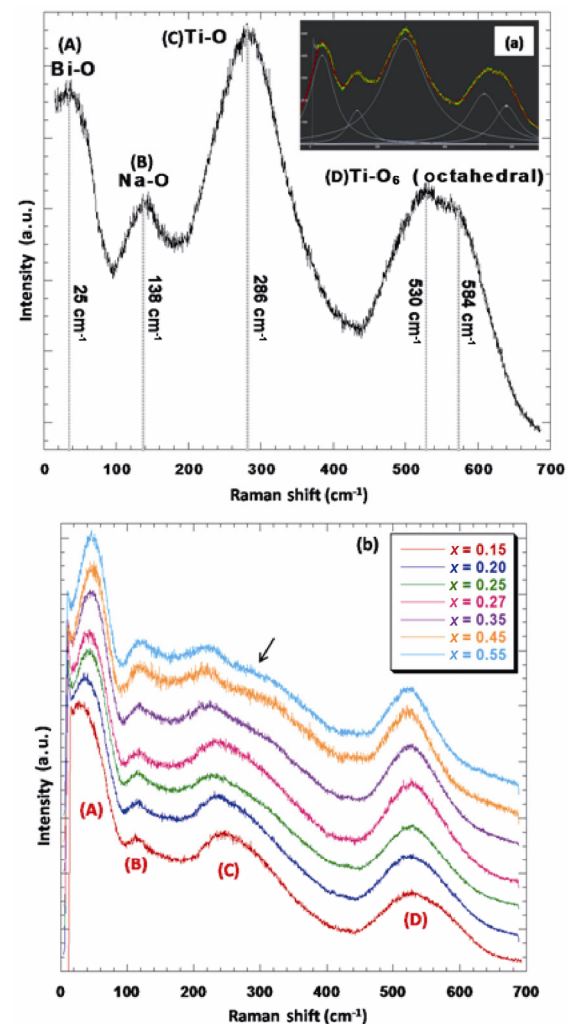 (A)
Bi-O
(C)Ti-O
(a)
(B)
Na-O
(D)Ti-O₆ (octahedral)
25 cm⁻¹
138 cm⁻¹
286 cm⁻¹
530 cm⁻¹
584 cm⁻¹
Intensity (a.u.)
0 100 200 300 400 500 600 700
Raman shift (cm⁻¹)
(b)
x = 0.15
x = 0.20
x = 0.25
x = 0.27
x = 0.35
x = 0.45
x = 0.55
(A)
(B)
(C)
(D)
Intensity (a.u.)
0 100 200 300 400 500 600 700
Raman shift (cm⁻¹)